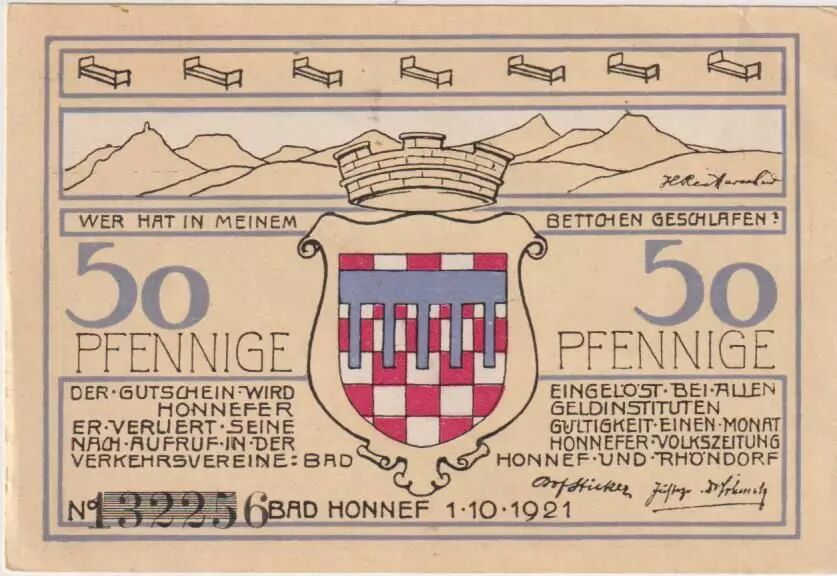 WER HAT IN MEINEM BETTCHEN GESCHLAFEN?
50 50
PFENNIGE PFENNIGE
DER·GUTSCHEIN·WIRD EINGELÖST·BEI·ALLEN
HONNEFER GELDINSTITUTEN
ER·VERLIERT·SEINE GÜLTIGKEIT·EINEN·MONAT
NACH·AUFRUF·IN·DER HONNEFER·VOLKSZEITUNG
VERKEHRSVEREINE: BAD HONNEF·UND·RHÖNDORF
No 132256 BAD HONNEF 1·10·1921